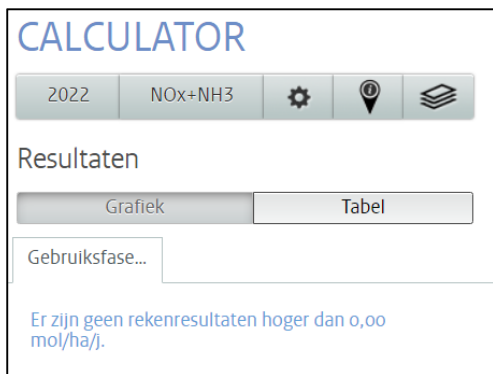 CALCULATOR
2022 NOx+NH3
Resultaten
Grafiek Tabel
Gebruiksfase...
Er zijn geen rekenresultaten hoger dan 0,00
mol/ha/j.